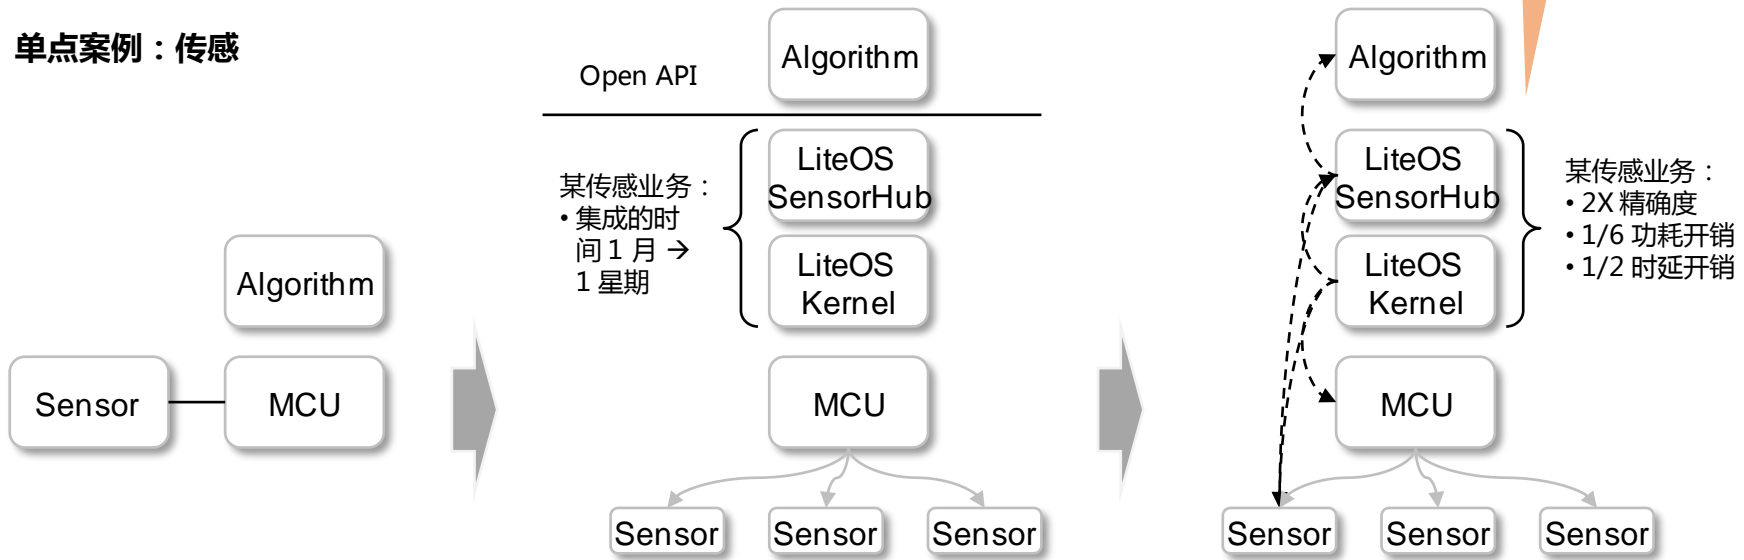 单点案例：传感
Algorithm
Sensor
MCU
Open API
Algorithm
某传感业务：
• 集成的时
间 1 月 →
1 星期
LiteOS
SensorHub
LiteOS
Kernel
MCU
Sensor
Sensor
Sensor
Algorithm
LiteOS
SensorHub
LiteOS
Kernel
某传感业务：
• 2X 精确度
• 1/6 功耗开销
• 1/2 时延开销
MCU
Sensor
Sensor
Sensor